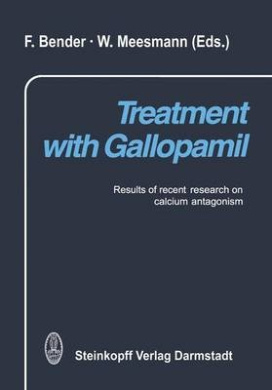 F. Bender · W. Meesmann (Eds.)
Treatment
with Gallopamil
Results of recent research on
calcium antagonism
Steinkopff Verlag Darmstadt